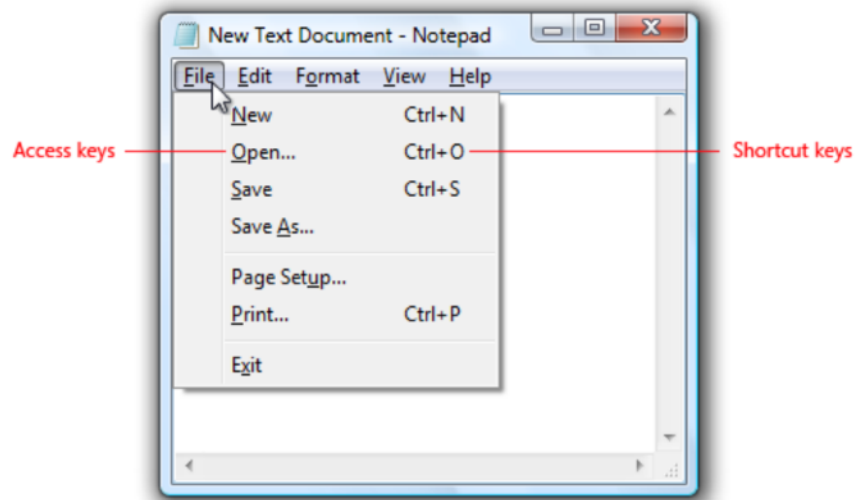 New Text Document - Notepad
File Edit Format View Help
New Ctrl+N
Access keys Open... Ctrl+O Shortcut keys
Save Ctrl+S
Save As...
Page Setup...
Print... Ctrl+P
Exit